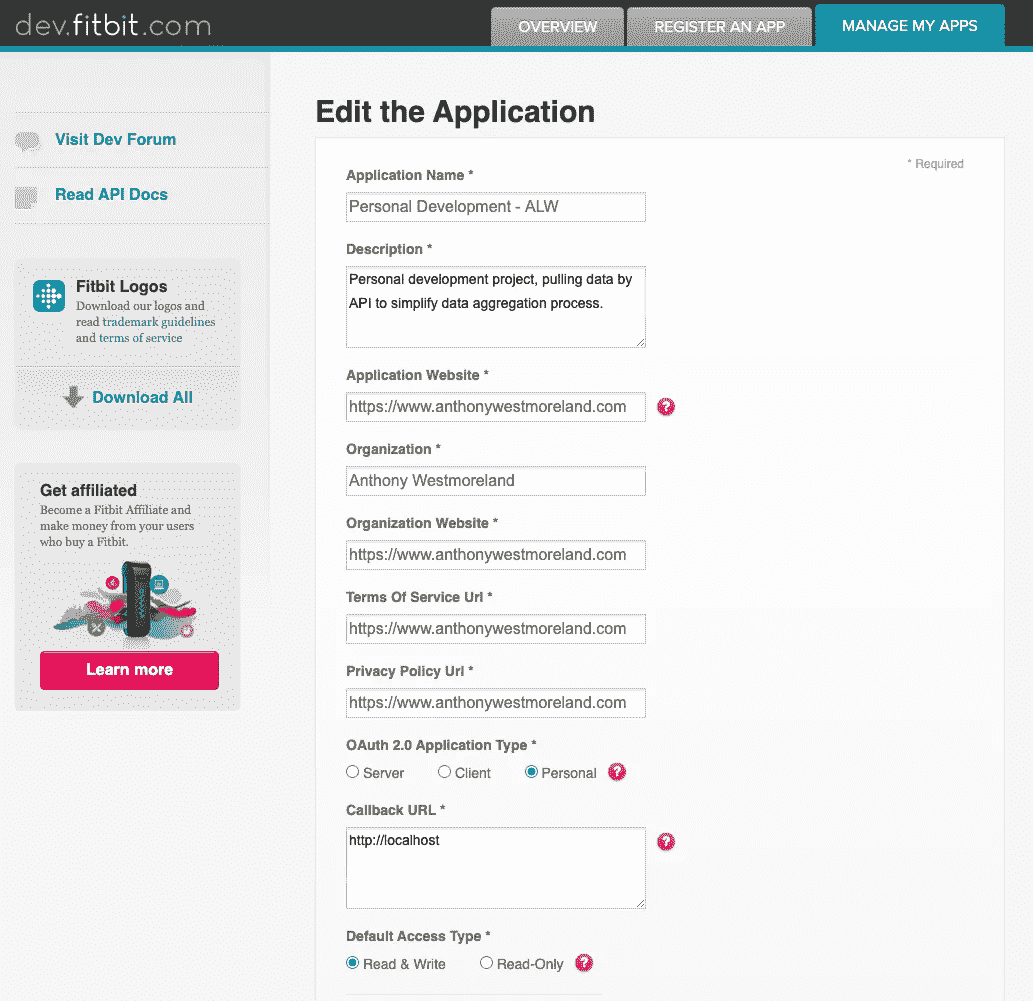 dev.fitbit.com
OVERVIEW
REGISTER AN APP
MANAGE MY APPS
Visit Dev Forum
Read API Docs
Fitbit Logos
Download our logos and
read trademark guidelines
and terms of service
Download All
Get affiliated
Become a Fitbit Affiliate and
make money from your users
who buy a Fitbit.
Learn more
Edit the Application
* Required
Application Name *
Personal Development - ALW
Description *
Personal development project, pulling data by
API to simplify data aggregation process.
Application Website *
https://www.anthonywestmoreland.com
?
Organization *
Anthony Westmoreland
Organization Website *
https://www.anthonywestmoreland.com
Terms Of Service Url *
https://www.anthonywestmoreland.com
Privacy Policy Url *
https://www.anthonywestmoreland.com
OAuth 2.0 Application Type *
Server Client Personal ?
Callback URL *
http://localhost
?
Default Access Type *
Read & Write Read-Only ?